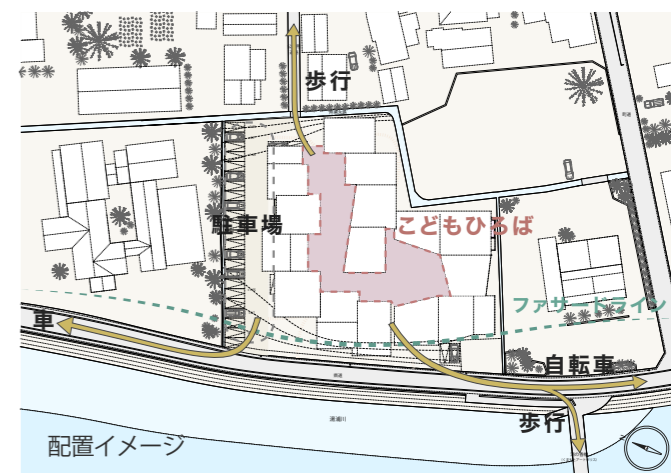 歩行
駐車場
こどもひろば
ファサードライン
車
自転車
歩行
配置イメージ